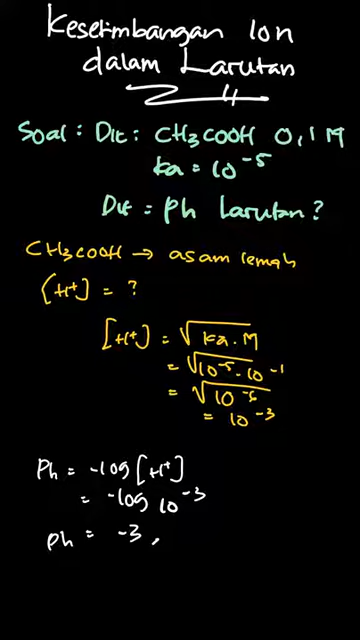 Kesetimbangan Ion
dalam Larutan
Soal : Dit : CH3COOH 0,1 M
Ka = 10^-5
Dit = Ph Larutan ?
CH3COOH → asam lemah
[H+] = ?
[H+] = √Ka . M
= √10^-5 . 10^-1
= √10^-6
= 10^-3
Ph = -log [H+]
= -log 10^-3
Ph = -3 ,